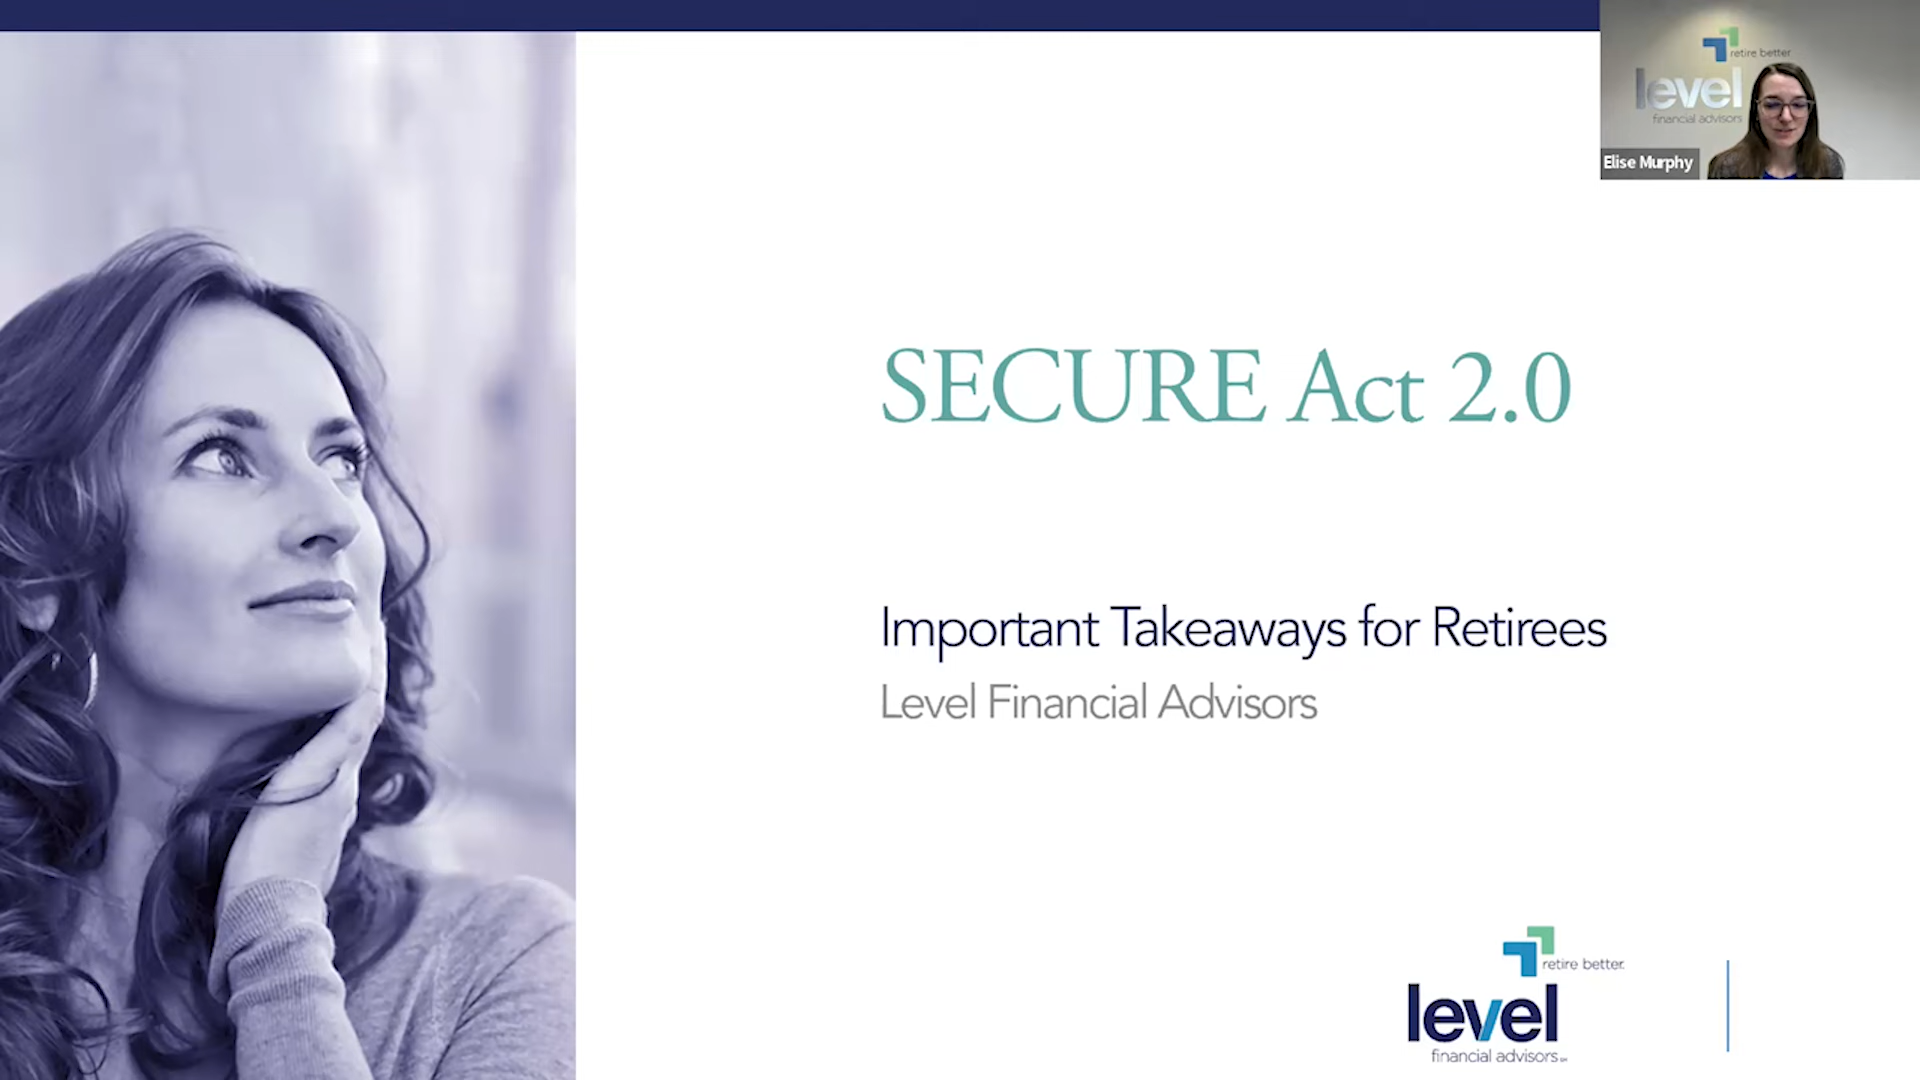 retire better
level
financial advisors
Elise Murphy
SECURE Act 2.0
Important Takeaways for Retirees
Level Financial Advisors
retire better.
level
financial advisors